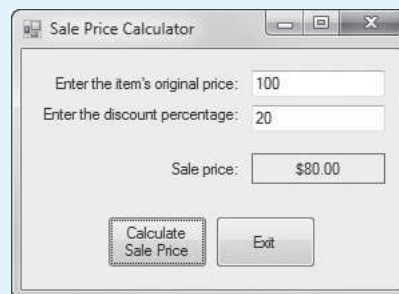 Sale Price Calculator
Enter the item's original price: 100
Enter the discount percentage: 20
Sale price: $80.00
Calculate
Sale Price
Exit